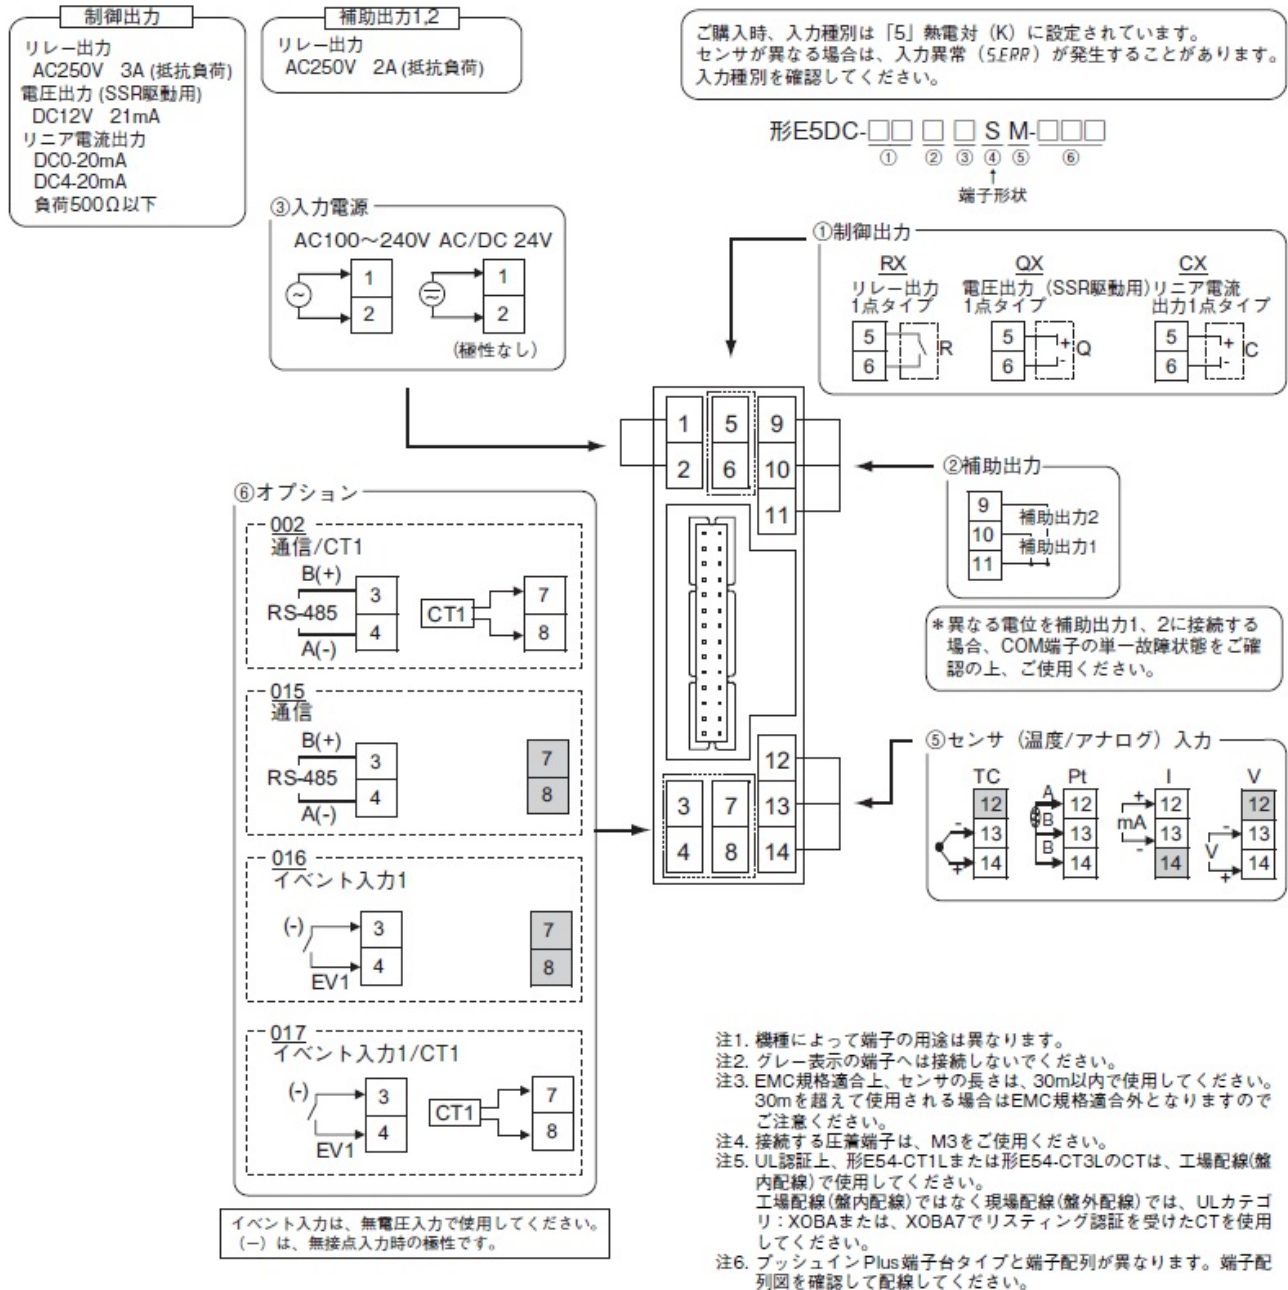 制御出力
リレー出力
AC250V 3A (抵抗負荷)
電圧出力 (SSR駆動用)
DC12V 21mA
リニア電流出力
DC0-20mA
DC4-20mA
負荷500Ω以下
補助出力1,2
リレー出力
AC250V 2A (抵抗負荷)
ご購入時、入力種別は「5」熱電対（K）に設定されています。
センサが異なる場合は、入力異常（S.ERR）が発生することがあります。
入力種別を確認してください。
形E5DC-□□ □ □ S M-□□□
① ② ③ ④ ⑤ ⑥
↑
端子形状
③入力電源
AC100～240V AC/DC 24V
1 1
2 2
(極性なし)
①制御出力
RX QX CX
リレー出力 電圧出力（SSR駆動用）リニア電流
1点タイプ 1点タイプ 出力1点タイプ
5 5 + 5 +
6 R 6 - Q 6 - C
1 5 9
2 6 10
11
②補助出力
9
補助出力2
10
補助出力1
11
＊異なる電位を補助出力1、2に接続する
場合、COM端子の単一故障状態をご確
認の上、ご使用ください。
12
3 7 13
4 8 14
⑤センサ（温度/アナログ）入力
TC Pt I V
12 A 12 + 12 12
- 13 B 13 mA 13 - 13
+ 14 B 14 - 14 V + 14
⑥オプション
002
通信/CT1
B(+)
3 7
RS-485 CT1
4 8
A(-)
015
通信
B(+)
3 7
RS-485
4 8
A(-)
016
イベント入力1
(-) 3 7
4 8
EV1
017
イベント入力1/CT1
(-) 3 7
CT1
4 8
EV1
イベント入力は、無電圧入力で使用してください。
（－）は、無接点入力時の極性です。
注1. 機種によって端子の用途は異なります。
注2. グレー表示の端子へは接続しないでください。
注3. EMC規格適合上、センサの長さは、30m以内で使用してください。
30mを超えて使用される場合はEMC規格適合外となりますので
ご注意ください。
注4. 接続する圧着端子は、M3をご使用ください。
注5. UL認証上、形E54-CT1Lまたは形E54-CT3LのCTは、工場配線(盤
内配線)で使用してください。
工場配線(盤内配線)ではなく現場配線(盤外配線)では、ULカテゴ
リ：XOBAまたは、XOBA7でリスティング認証を受けたCTを使用
してください。
注6. プッシュインPlus端子台タイプと端子配列が異なります。端子配
列図を確認して配線してください。